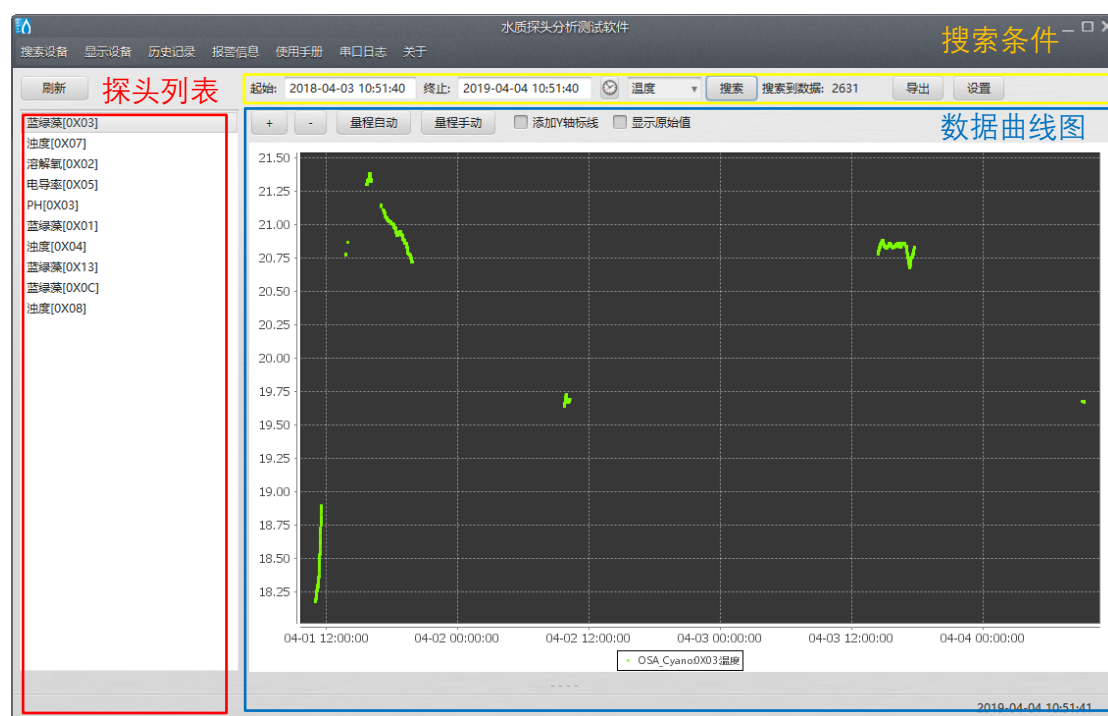 水质探头分析测试软件
搜索设备 显示设备 历史记录 报警信息 使用手册 串口日志 关于
搜索条件
刷新
探头列表
起始: 2018-04-03 10:51:40 终止: 2019-04-04 10:51:40 温度 搜索 搜索到数据: 2631 导出 设置
蓝绿藻[0X03]
浊度[0X07]
溶解氧[0X02]
电导率[0X05]
PH[0X03]
蓝绿藻[0X01]
浊度[0X04]
蓝绿藻[0X13]
蓝绿藻[0X0C]
浊度[0X08]
+ - 量程自动 量程手动 添加Y轴标线 显示原始值
数据曲线图
21.50
21.25
21.00
20.75
20.50
20.25
20.00
19.75
19.50
19.25
19.00
18.75
18.50
18.25
04-01 12:00:00 04-02 00:00:00 04-02 12:00:00 04-03 00:00:00 04-03 12:00:00 04-04 00:00:00
OSA_Cyano:0X03:温度
2019-04-04 10:51:41